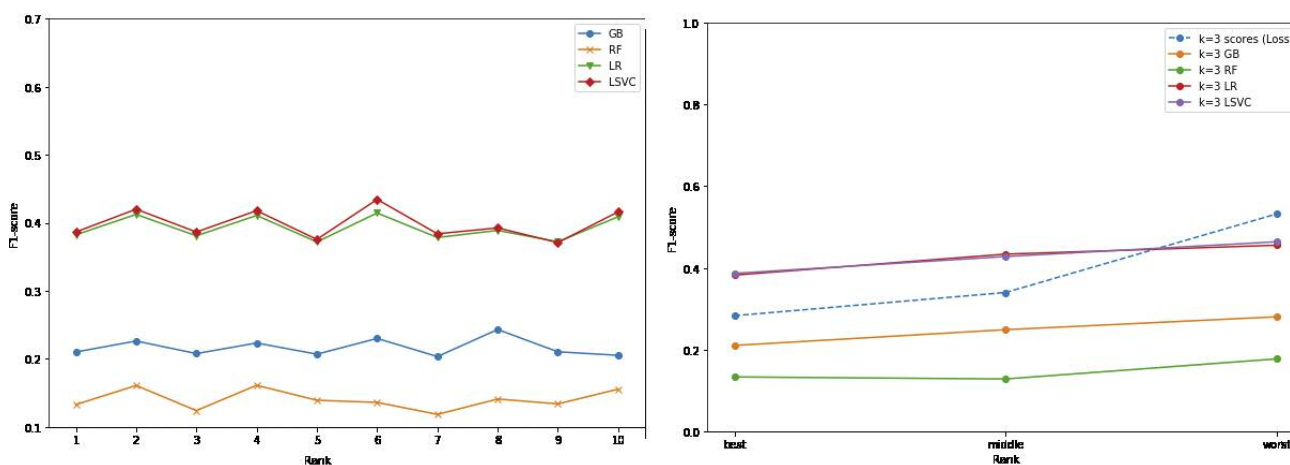 0.7
0.6
0.5
0.4
0.3
0.2
0.1
F1-score
1 2 3 4 5 6 7 8 9 10
Rank
GB
RF
LR
LSVC
1.0
0.8
0.6
0.4
0.2
0.0
F1-score
best middle worst
Rank
k=3 scores (Loss
k=3 GB
k=3 RF
k=3 LR
k=3 LSVC